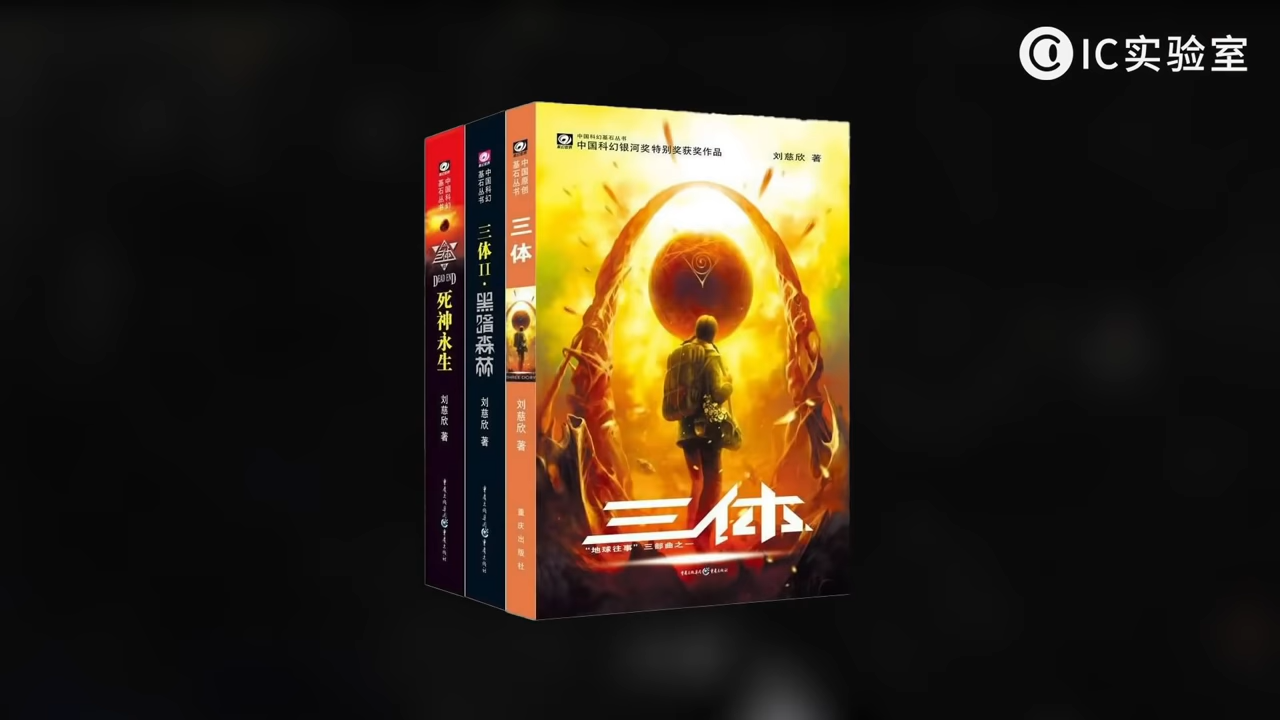 IC实验室
中国科幻基石丛书
中国科幻银河奖特别奖获奖作品
刘慈欣 著
三体
“地球往事”三部曲之一
中国原创
基石丛书
三体
刘慈欣 著
重庆出版社
中国科幻
基石丛书
三体II·黑暗森林
刘慈欣 著
中国科幻
基石丛书
DEAD END
死神永生
刘慈欣 著